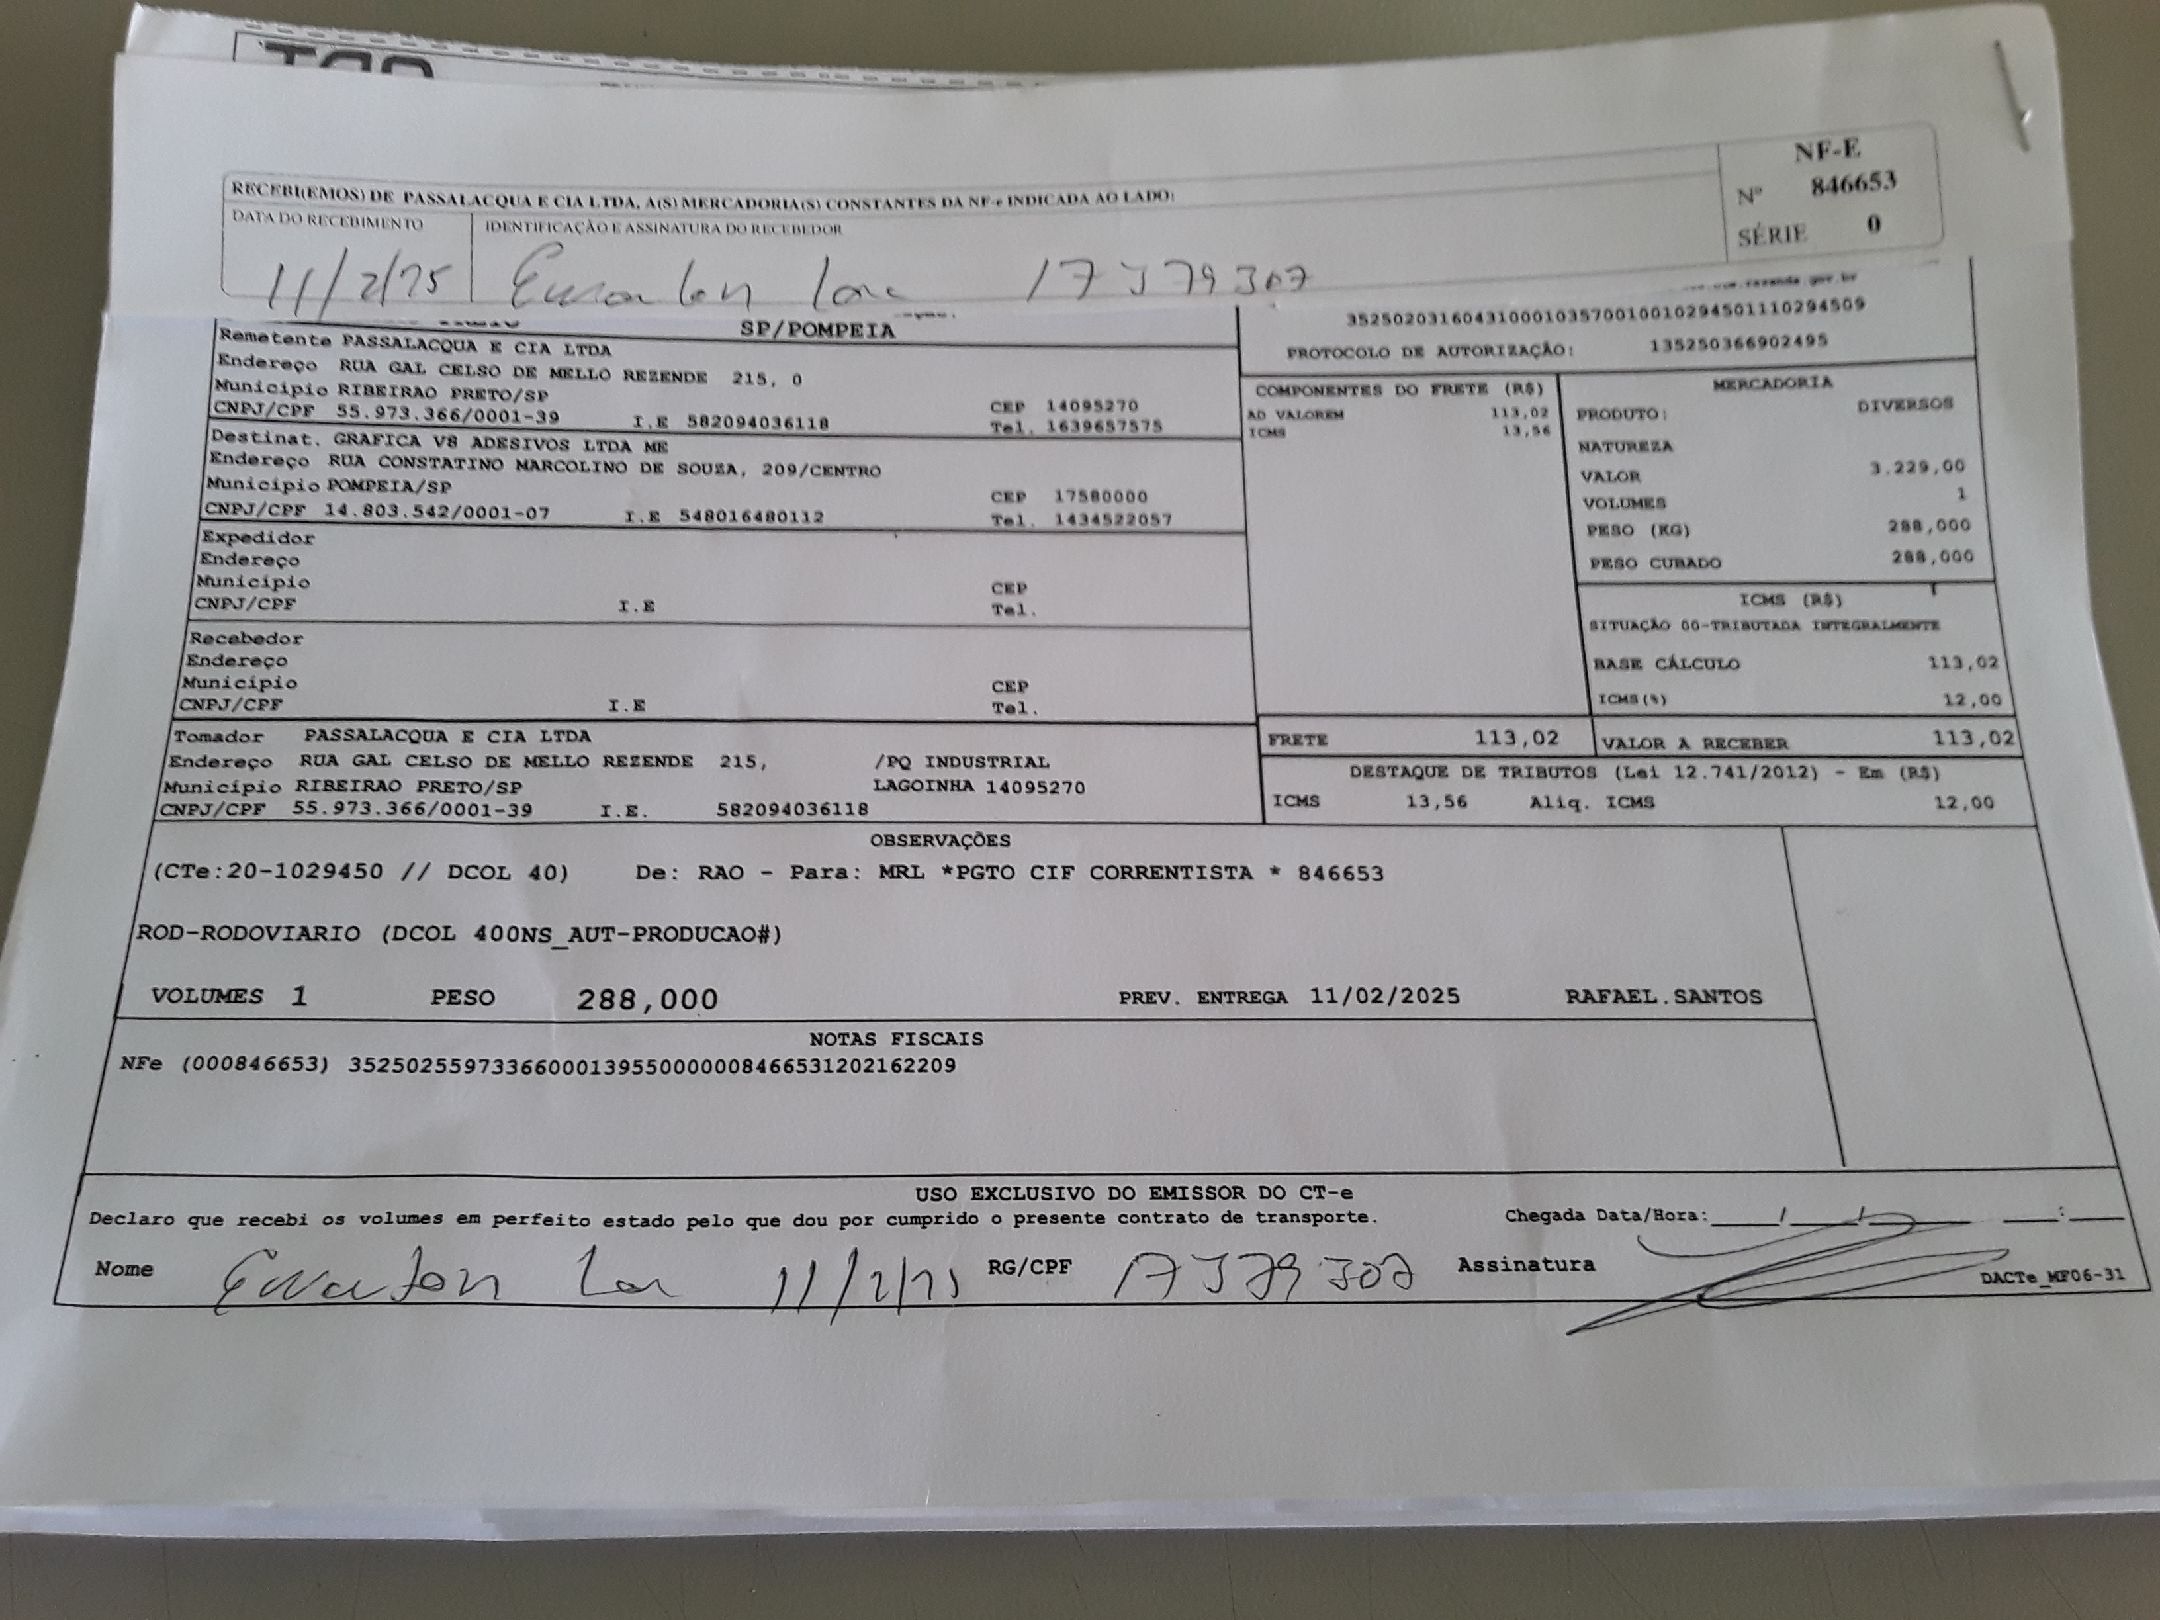 RECEBI(EMOS) DE PASSALACQUA E CIA LTDA, A(S) MERCADORIA(S) CONSTANTES DA NF-e INDICADA AO LADO:
NF-E
Nº 846653
SÉRIE 0
DATA DO RECEBIMENTO
IDENTIFICAÇÃO E ASSINATURA DO RECEBEDOR
11/2/25 17379307
SP/POMPEIA
Remetente PASSALACQUA E CIA LTDA
Endereço RUA GAL CELSO DE MELLO REZENDE 215, 0
Município RIBEIRAO PRETO/SP
CEP 14095270
CNPJ/CPF 55.973.366/0001-39 I.E 582094036118 Tel. 1639657575
Destinat. GRAFICA V8 ADESIVOS LTDA ME
Endereço RUA CONSTATINO MARCOLINO DE SOUZA, 209/CENTRO
Município POMPEIA/SP CEP 17580000
CNPJ/CPF 14.803.542/0001-07 I.E 548016480112 Tel. 1434522057
Expedidor
Endereço
Município CEP
CNPJ/CPF I.E Tel.
Recebedor
Endereço
Município CEP
CNPJ/CPF I.E Tel.
Tomador PASSALACQUA E CIA LTDA
Endereço RUA GAL CELSO DE MELLO REZENDE 215, /PQ INDUSTRIAL
Município RIBEIRAO PRETO/SP LAGOINHA 14095270
CNPJ/CPF 55.973.366/0001-39 I.E. 582094036118
35250203160431000103570010010294501110294509
PROTOCOLO DE AUTORIZAÇÃO: 135250366902495
COMPONENTES DO FRETE (R$)
AD VALOREM 113,02
ICMS 13,56
MERCADORIA
PRODUTO: DIVERSOS
NATUREZA
VALOR 3.229,00
VOLUMES 1
PESO (KG) 288,000
PESO CUBADO 288,000
ICMS (R$)
SITUAÇÃO 00-TRIBUTADA INTEGRALMENTE
BASE CÁLCULO 113,02
ICMS(%) 12,00
FRETE 113,02 VALOR A RECEBER 113,02
DESTAQUE DE TRIBUTOS (Lei 12.741/2012) - Em (R$)
ICMS 13,56 Aliq. ICMS 12,00
OBSERVAÇÕES
(CTe:20-1029450 // DCOL 40) De: RAO - Para: MRL *PGTO CIF CORRENTISTA * 846653
ROD-RODOVIARIO (DCOL 400NS_AUT-PRODUCAO#)
VOLUMES 1 PESO 288,000 PREV. ENTREGA 11/02/2025 RAFAEL.SANTOS
NOTAS FISCAIS
NFe (000846653) 35250255973366000139550000008466531202162209
USO EXCLUSIVO DO EMISSOR DO CT-e
Declaro que recebi os volumes em perfeito estado pelo que dou por cumprido o presente contrato de transporte. Chegada Data/Hora:____/____/____ ___:___
Nome 11/2/25 RG/CPF 17379307 Assinatura
DACTe_MF06-31